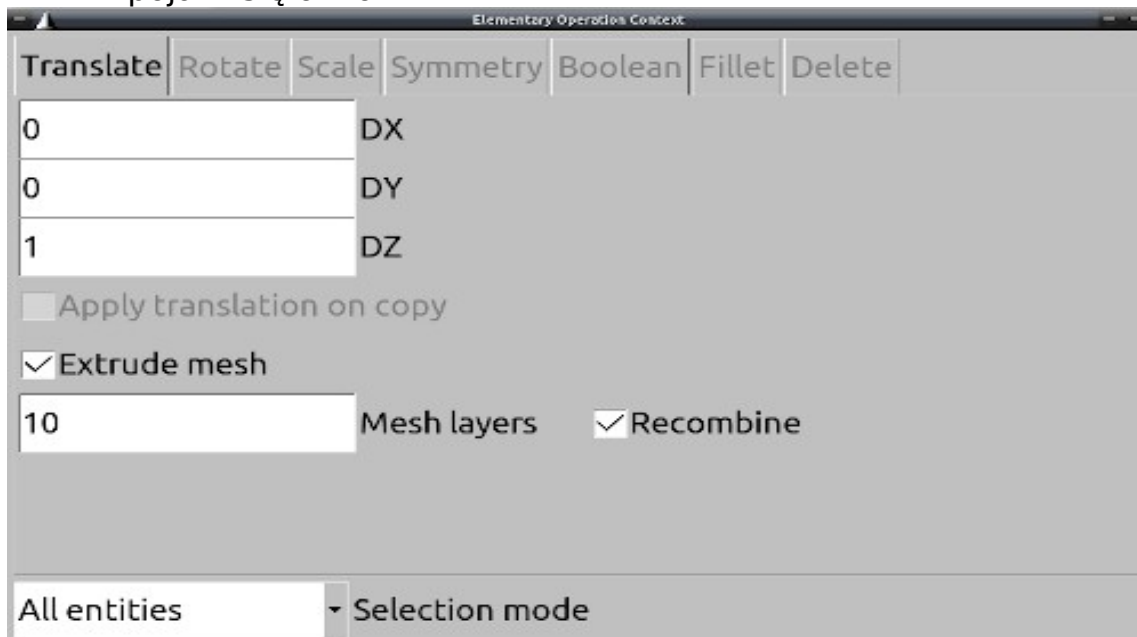 Elementary Operation Context
Translate Rotate Scale Symmetry Boolean Fillet Delete
0 DX
0 DY
1 DZ
Apply translation on copy
Extrude mesh
10 Mesh layers Recombine
All entities Selection mode